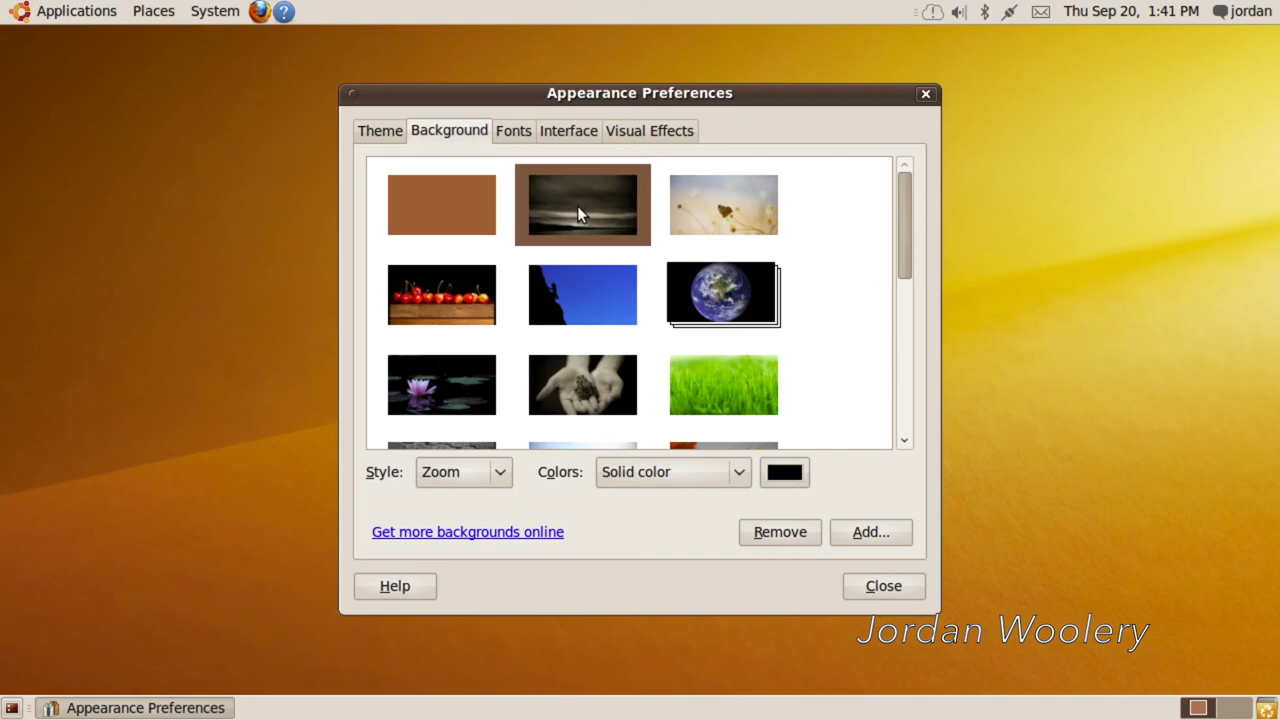 Applications Places System Thu Sep 20, 1:41 PM jordan
Appearance Preferences
Theme Background Fonts Interface Visual Effects
Style: Zoom Colors: Solid color
Get more backgrounds online Remove Add...
Help Close
Jordan Woolery
Appearance Preferences